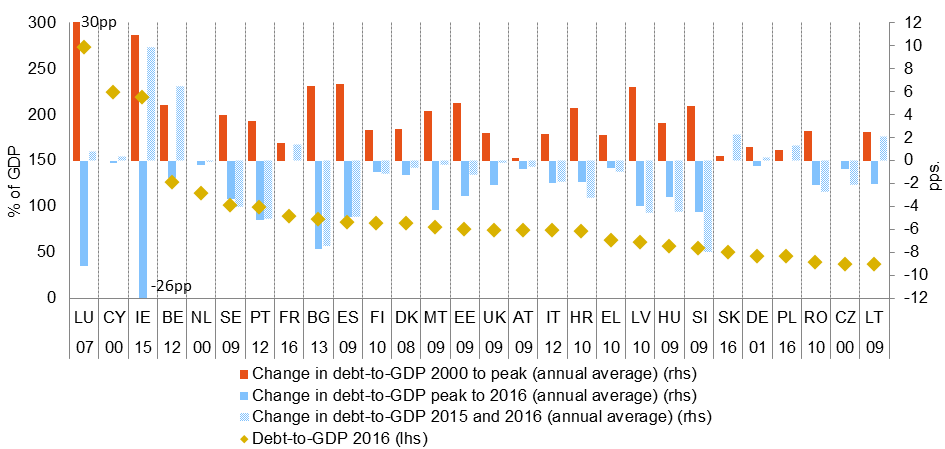 300 30pp 12
250 10
200 8
150 6
100 4
50 2
0 0
-2
-4
-6
-8
-10
-12
% of GDP
pps.
-26pp
LU CY IE BE NL SE PT FR BG ES FI DK MT EE UK AT IT HR EL LV HU SI SK DE PL RO CZ LT
07 00 15 12 00 09 12 16 13 09 10 08 09 09 09 09 12 10 10 10 09 09 16 01 16 10 00 09
Change in debt-to-GDP 2000 to peak (annual average) (rhs)
Change in debt-to-GDP peak to 2016 (annual average) (rhs)
Change in debt-to-GDP 2015 and 2016 (annual average) (rhs)
Debt-to-GDP 2016 (lhs)